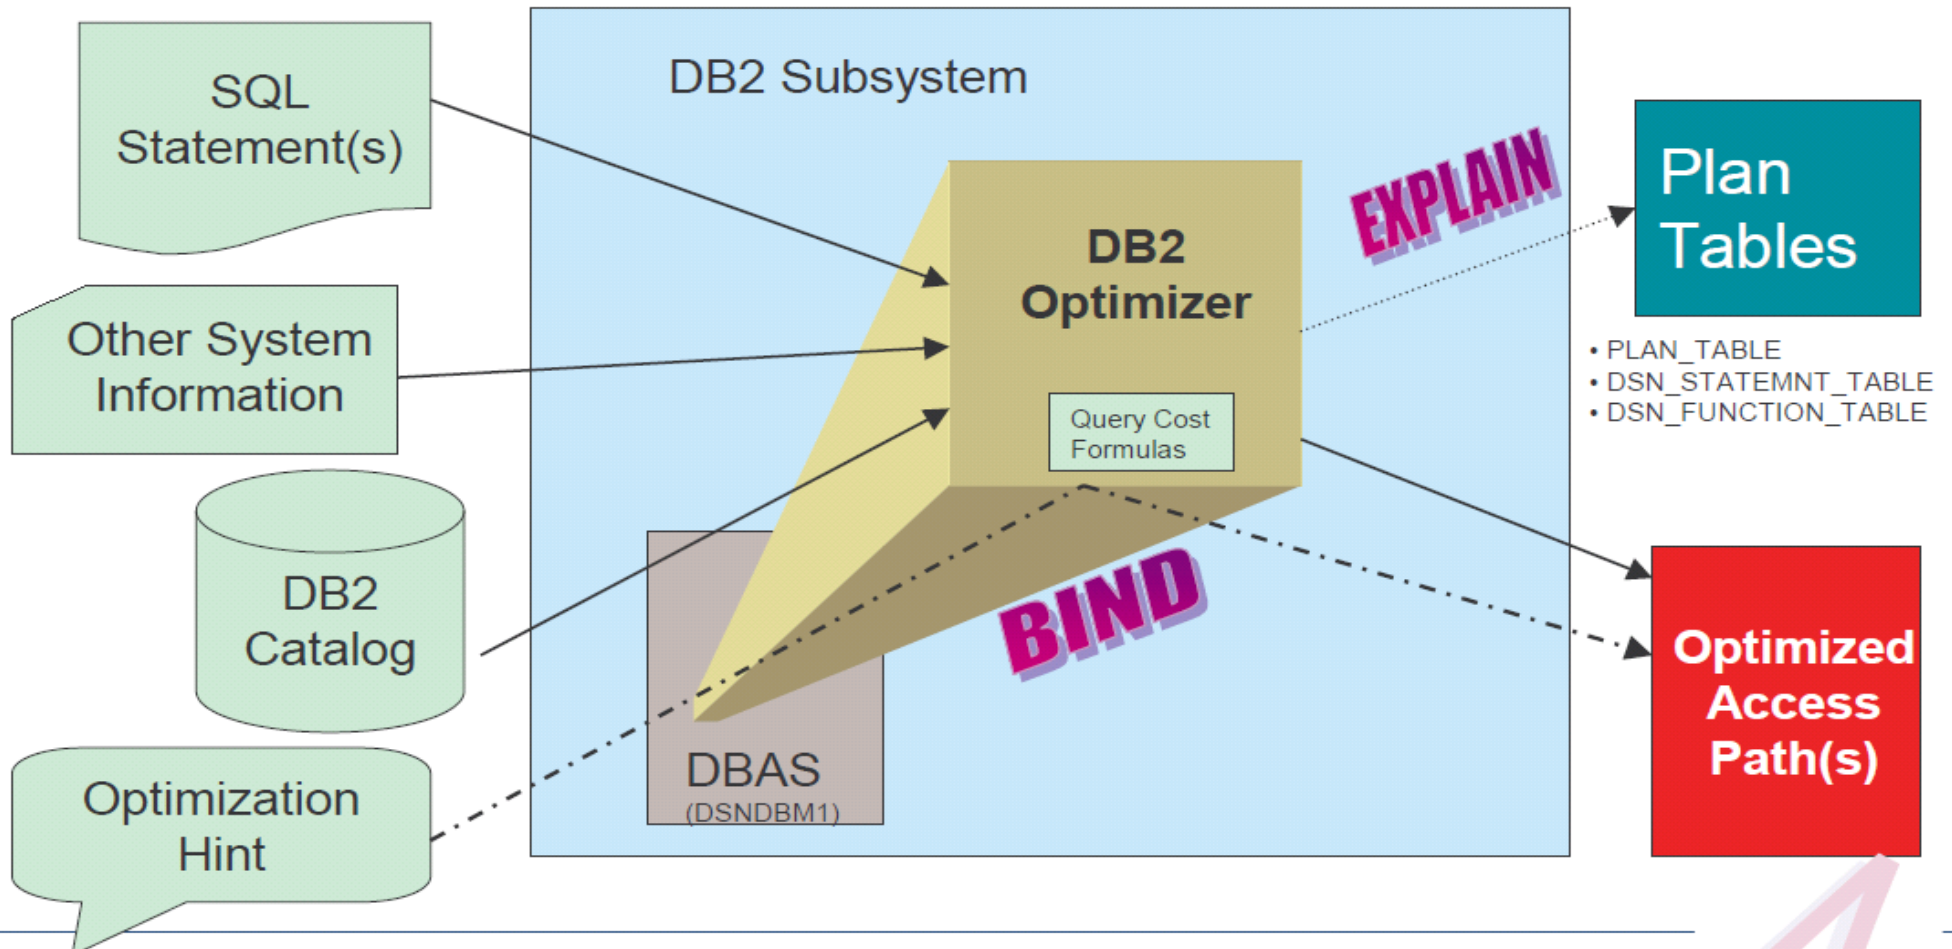 SQL
Statement(s)
Other System
Information
DB2
Catalog
Optimization
Hint
DB2 Subsystem
DB2
Optimizer
Query Cost
Formulas
DBAS
(DSNDBM1)
EXPLAIN
BIND
Plan
Tables
• PLAN_TABLE
• DSN_STATEMNT_TABLE
• DSN_FUNCTION_TABLE
Optimized
Access
Path(s)